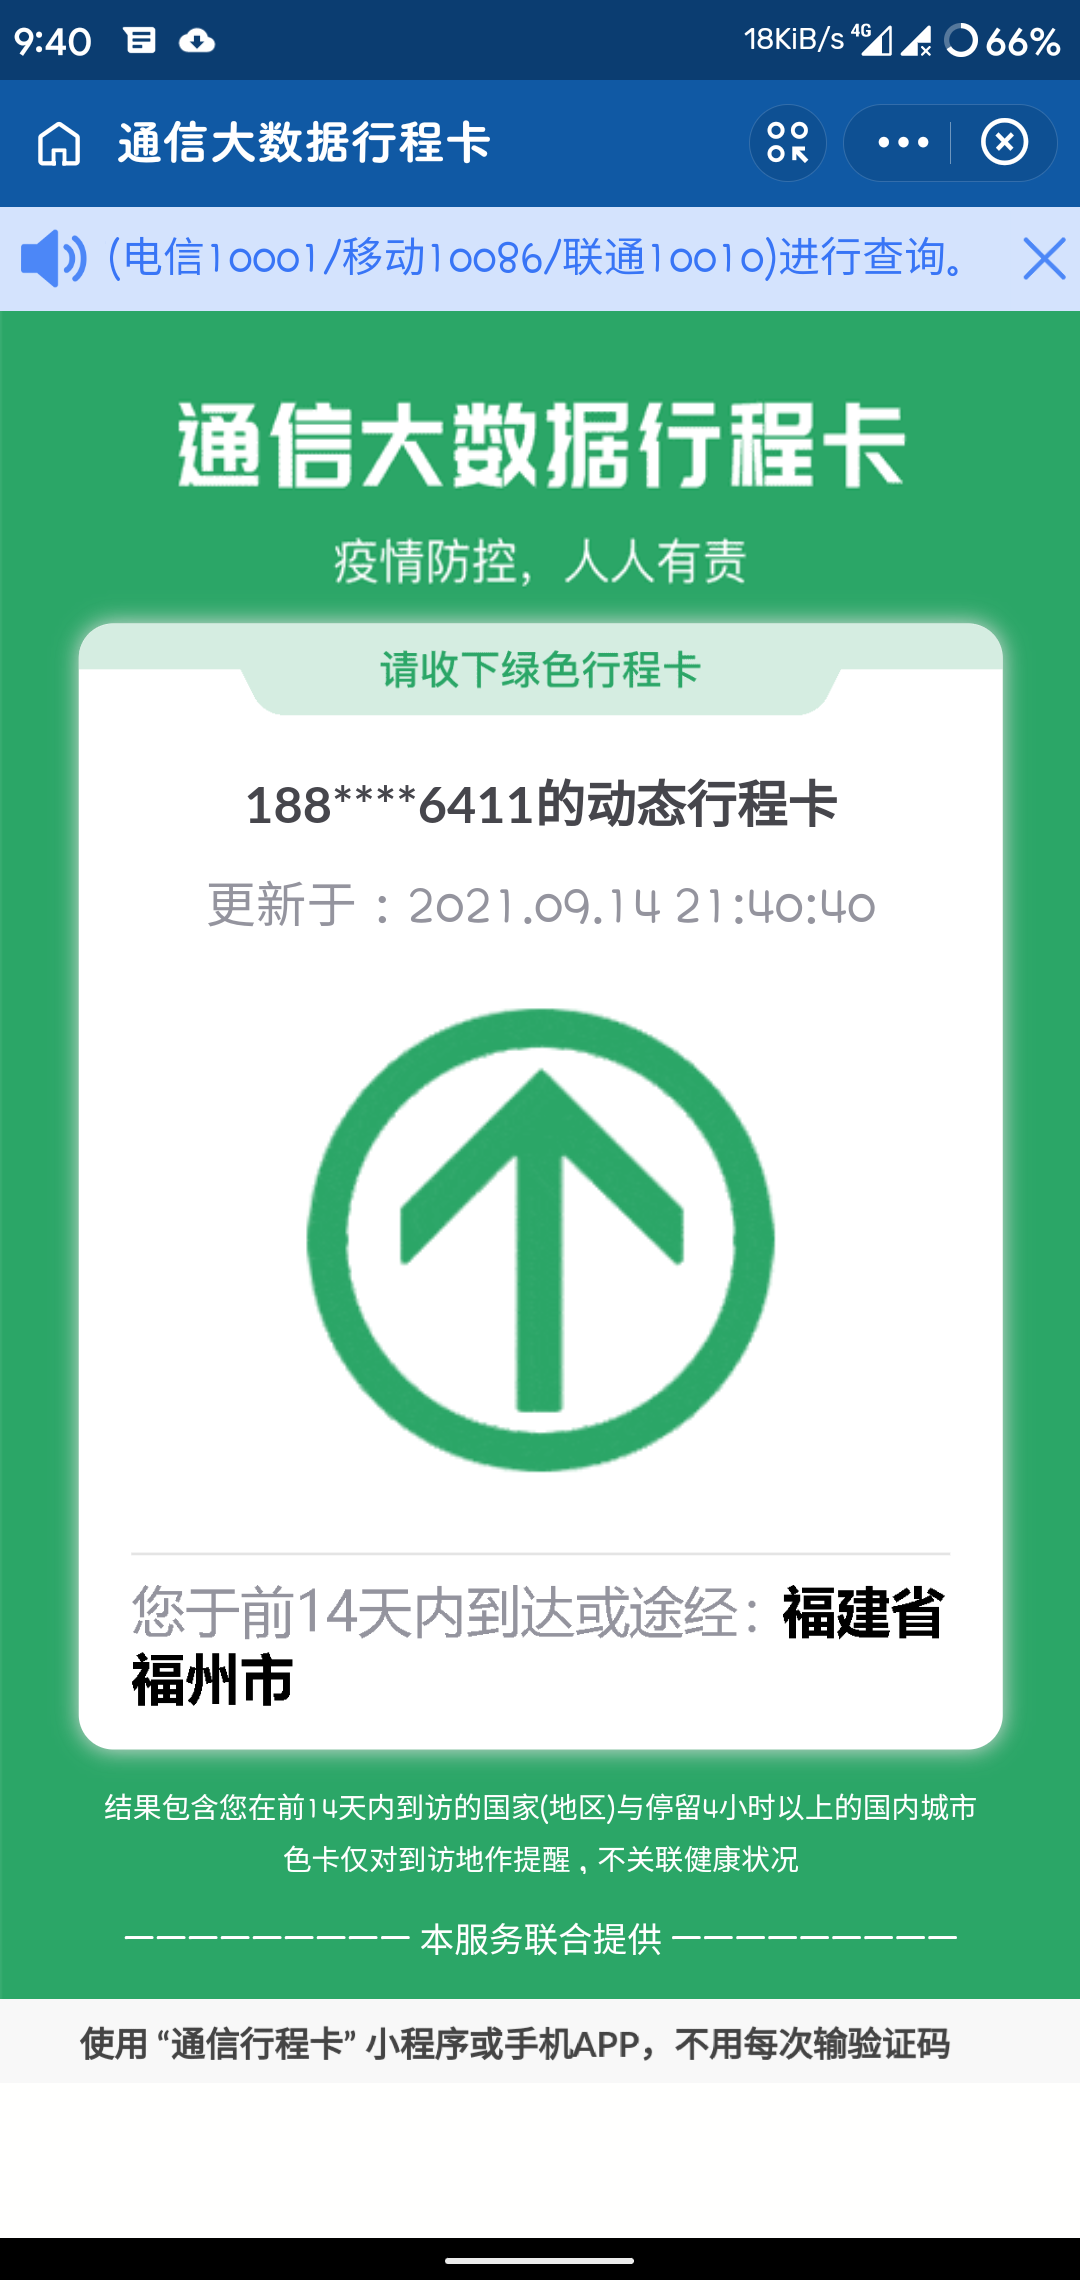 9:40 18KiB/s 4G 66%
通信大数据行程卡
(电信10001/移动10086/联通10010)进行查询。
通信大数据行程卡
疫情防控，人人有责
请收下绿色行程卡
188****6411的动态行程卡
更新于：2021.09.14 21:40:40
您于前14天内到达或途经：福建省
福州市
结果包含您在前14天内到访的国家(地区)与停留4小时以上的国内城市
色卡仅对到访地作提醒，不关联健康状况
—————————本服务联合提供—————————
使用 “通信行程卡” 小程序或手机APP，不用每次输验证码